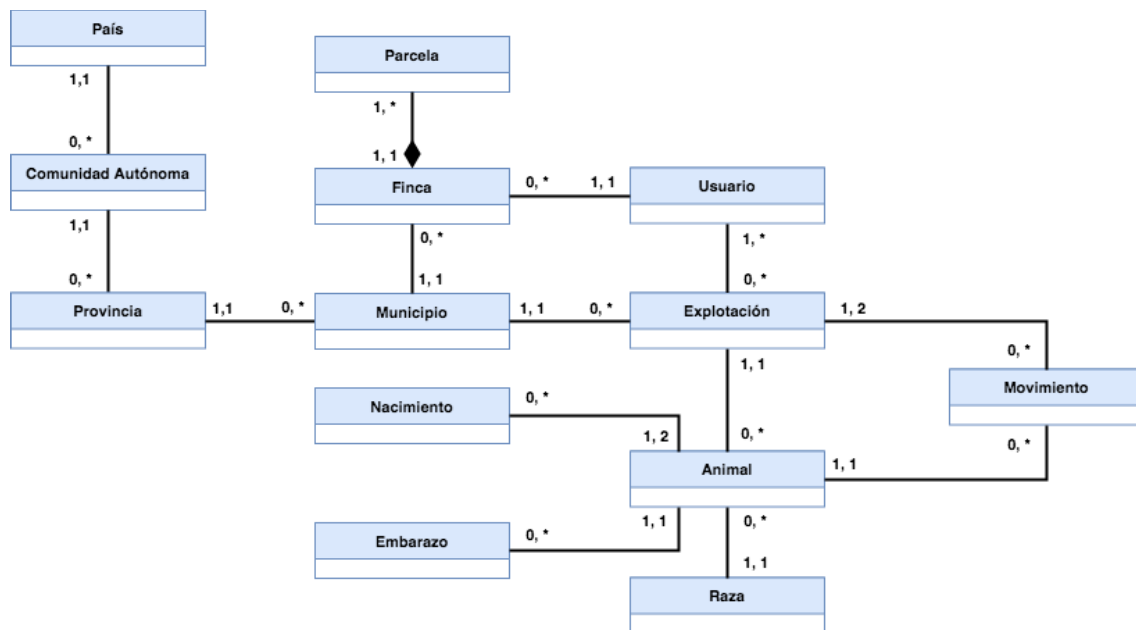 País
Parcela
1,1
1, *
0, *
1, 1
Comunidad Autónoma
Finca
0, *
1, 1
Usuario
1,1
0, *
1, *
0, *
1, 1
0, *
Provincia
1,1
0, *
Municipio
1, 1
0, *
Explotación
1, 2
0, *
1, 1
Movimiento
Nacimiento
0, *
1, 2
0, *
0, *
Animal
1, 1
1, 1
0, *
Embarazo
0, *
1, 1
Raza